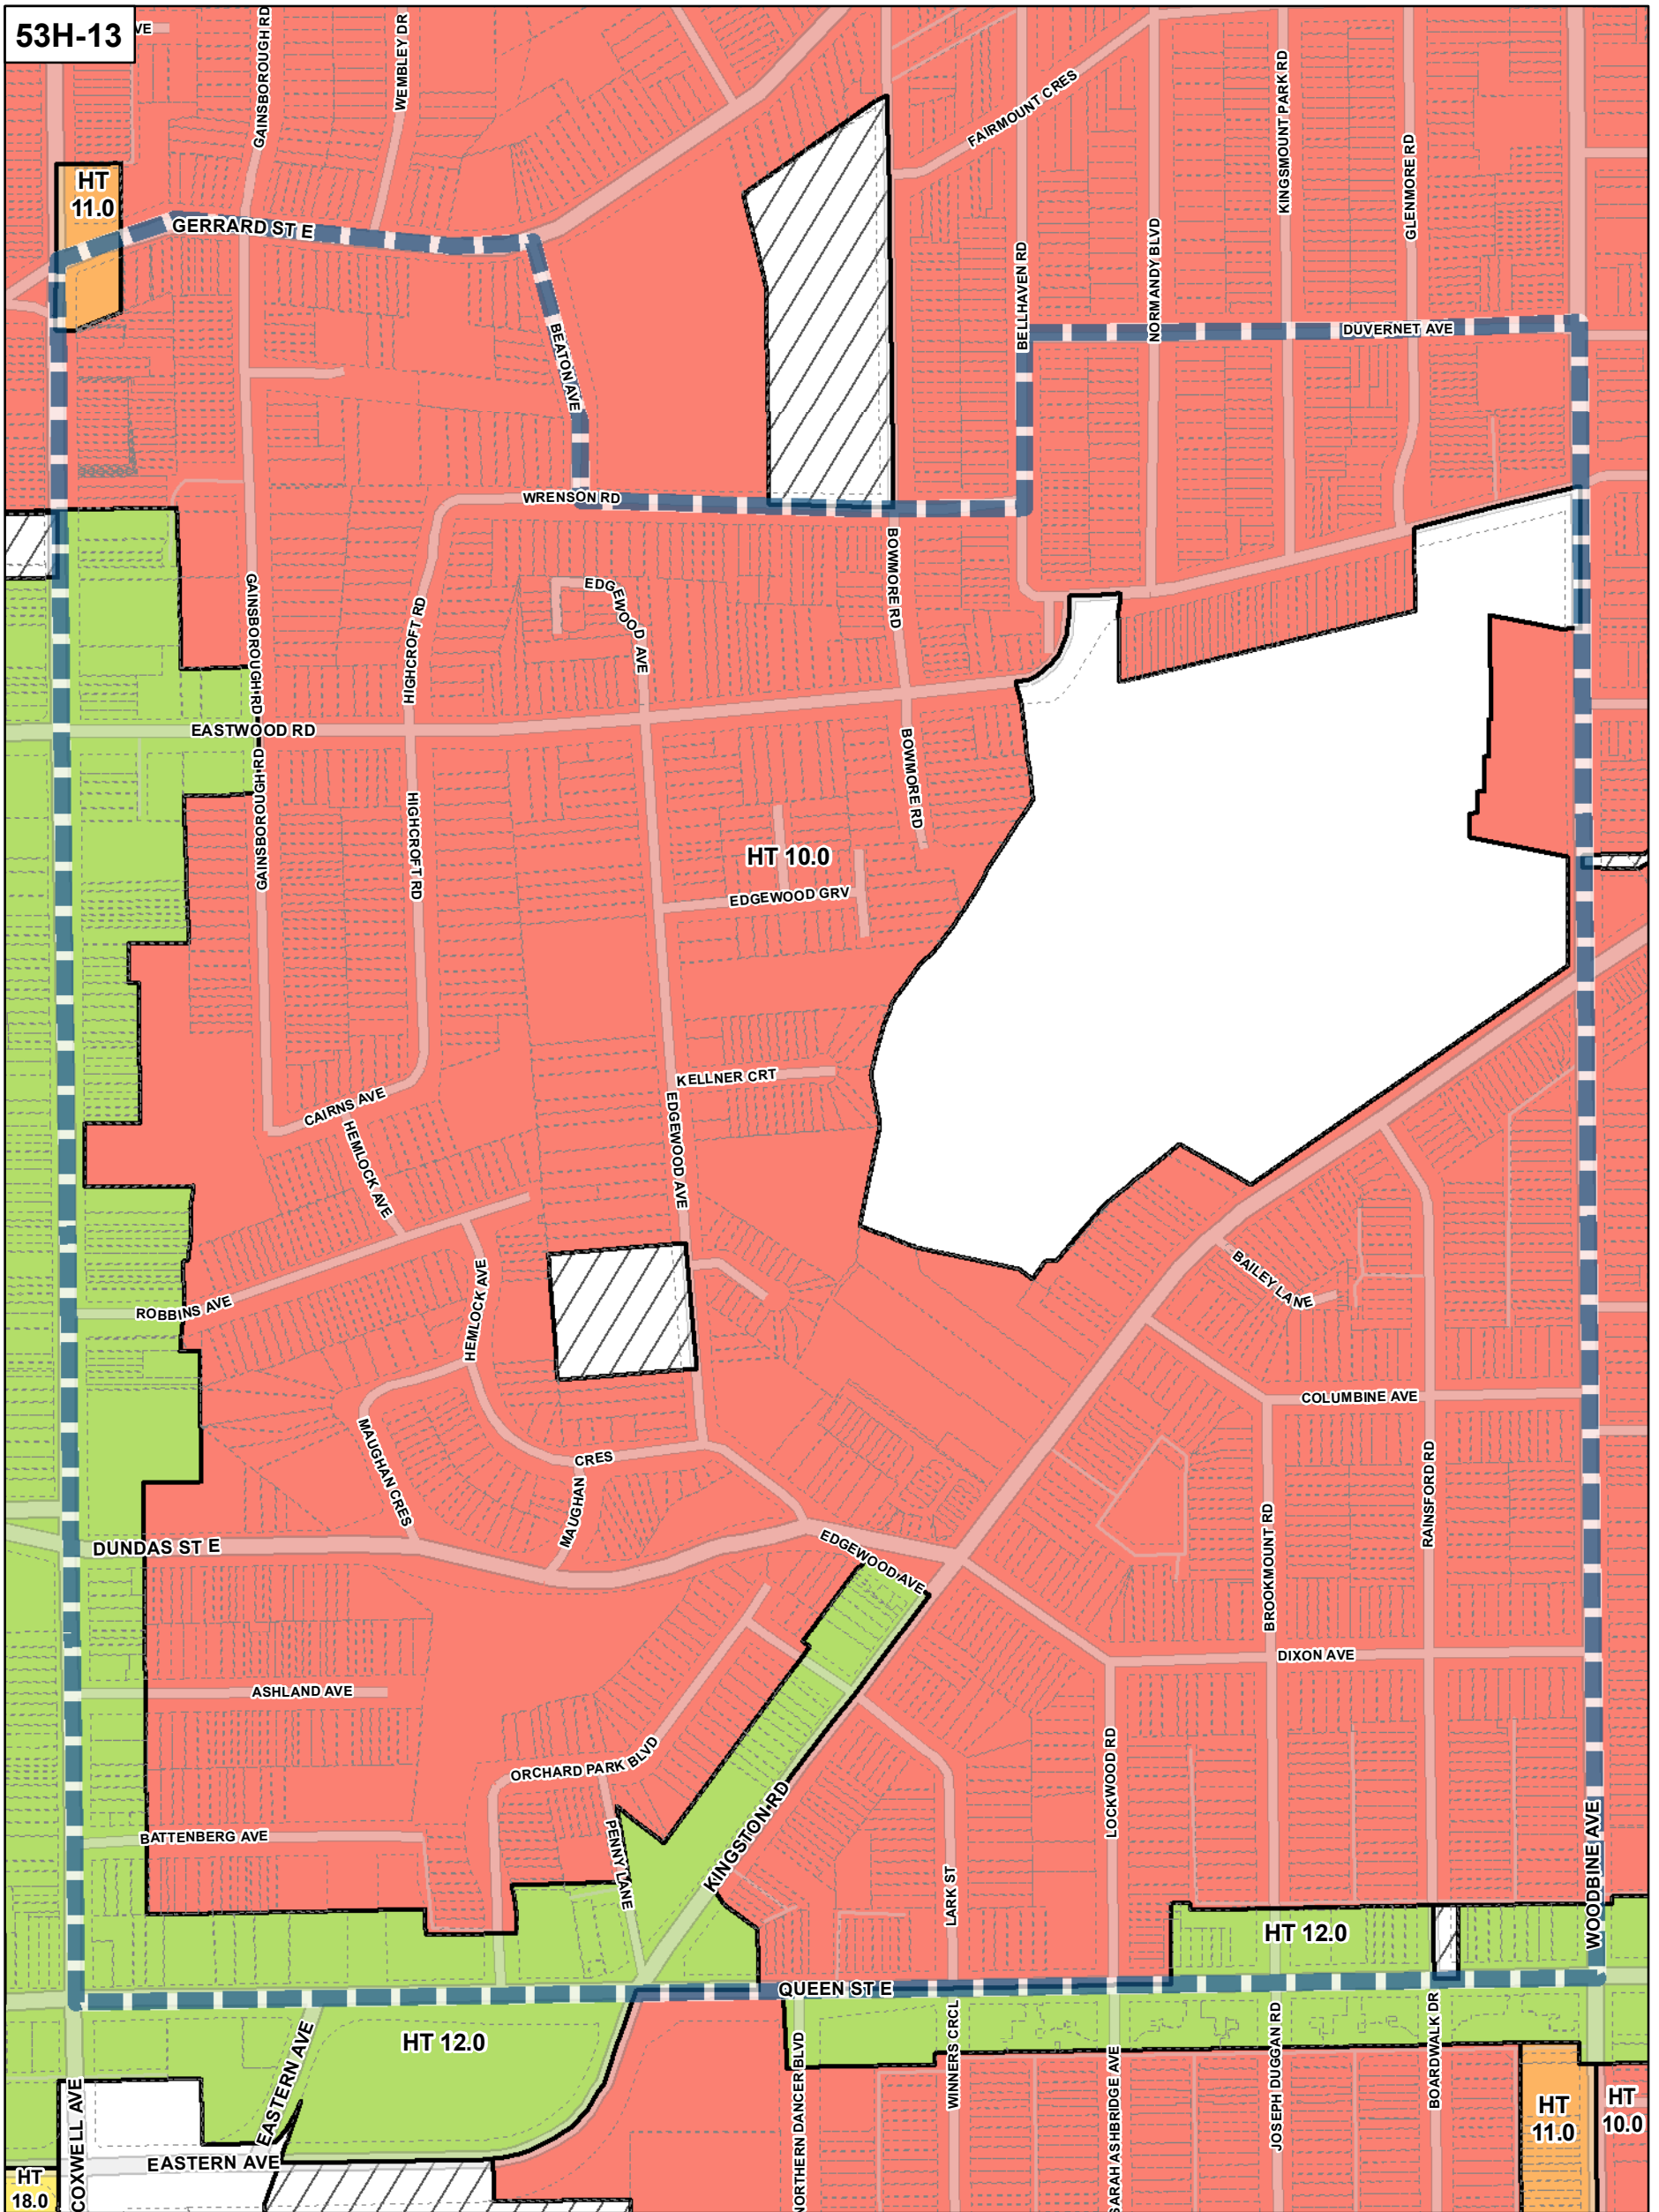 53H-13
VE
GAINSBOROUGH RD
WEMBLEY DR
FAIRMOUNT CRES
KINGSMOUNT PARK RD
GLENMORE RD
HT
11.0
GERRARD ST E
BELLHAVEN RD
NORMANDY BLVD
DUVERNET AVE
BEATON AVE
WRENSON RD
BOWMORE RD
EDGEWOOD AVE
GAINSBOROUGH RD
HIGHCROFT RD
EASTWOOD RD
GAINSBOROUGH RD
HIGHCROFT RD
BOWMORE RD
HT 10.0
EDGEWOOD GRV
KELLNER CRT
CAIRNS AVE
HEMLOCK AVE
EDGEWOOD AVE
ROBBINS AVE
HEMLOCK AVE
BAILEY LANE
COLUMBINE AVE
MAUGHAN CRES
CRES
MAUGHAN
RAINSFORD RD
BROOKMOUNT RD
DUNDAS ST E
EDGEWOOD AVE
DIXON AVE
ASHLAND AVE
ORCHARD PARK BLVD
LOCKWOOD RD
BATTENBERG AVE
PENNY LANE
KINGSTON RD
LARK ST
WOODBINE AVE
HT 12.0
QUEEN ST E
HT 12.0
EASTERN AVE
NORTHERN DANCER BLVD
WINNERS CRCL
SARAH ASHBRIDGE AVE
JOSEPH DUGGAN RD
BOARDWALK DR
HT
11.0
HT
10.0
COXWELL AVE
EASTERN AVE
HT
18.0